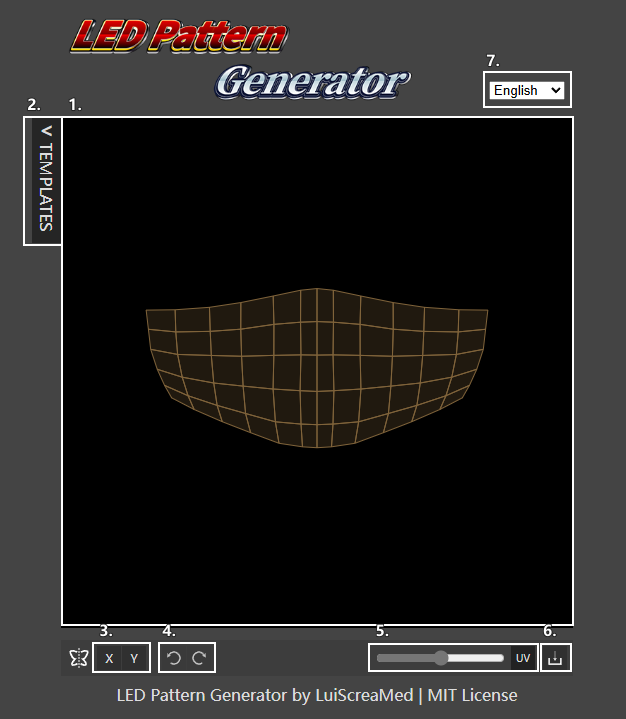 LED Pattern
Generator
7.
English
2.
1.
< TEMPLATES
3.
4.
5.
6.
X
Y
UV
LED Pattern Generator by LuiScreaMed | MIT License